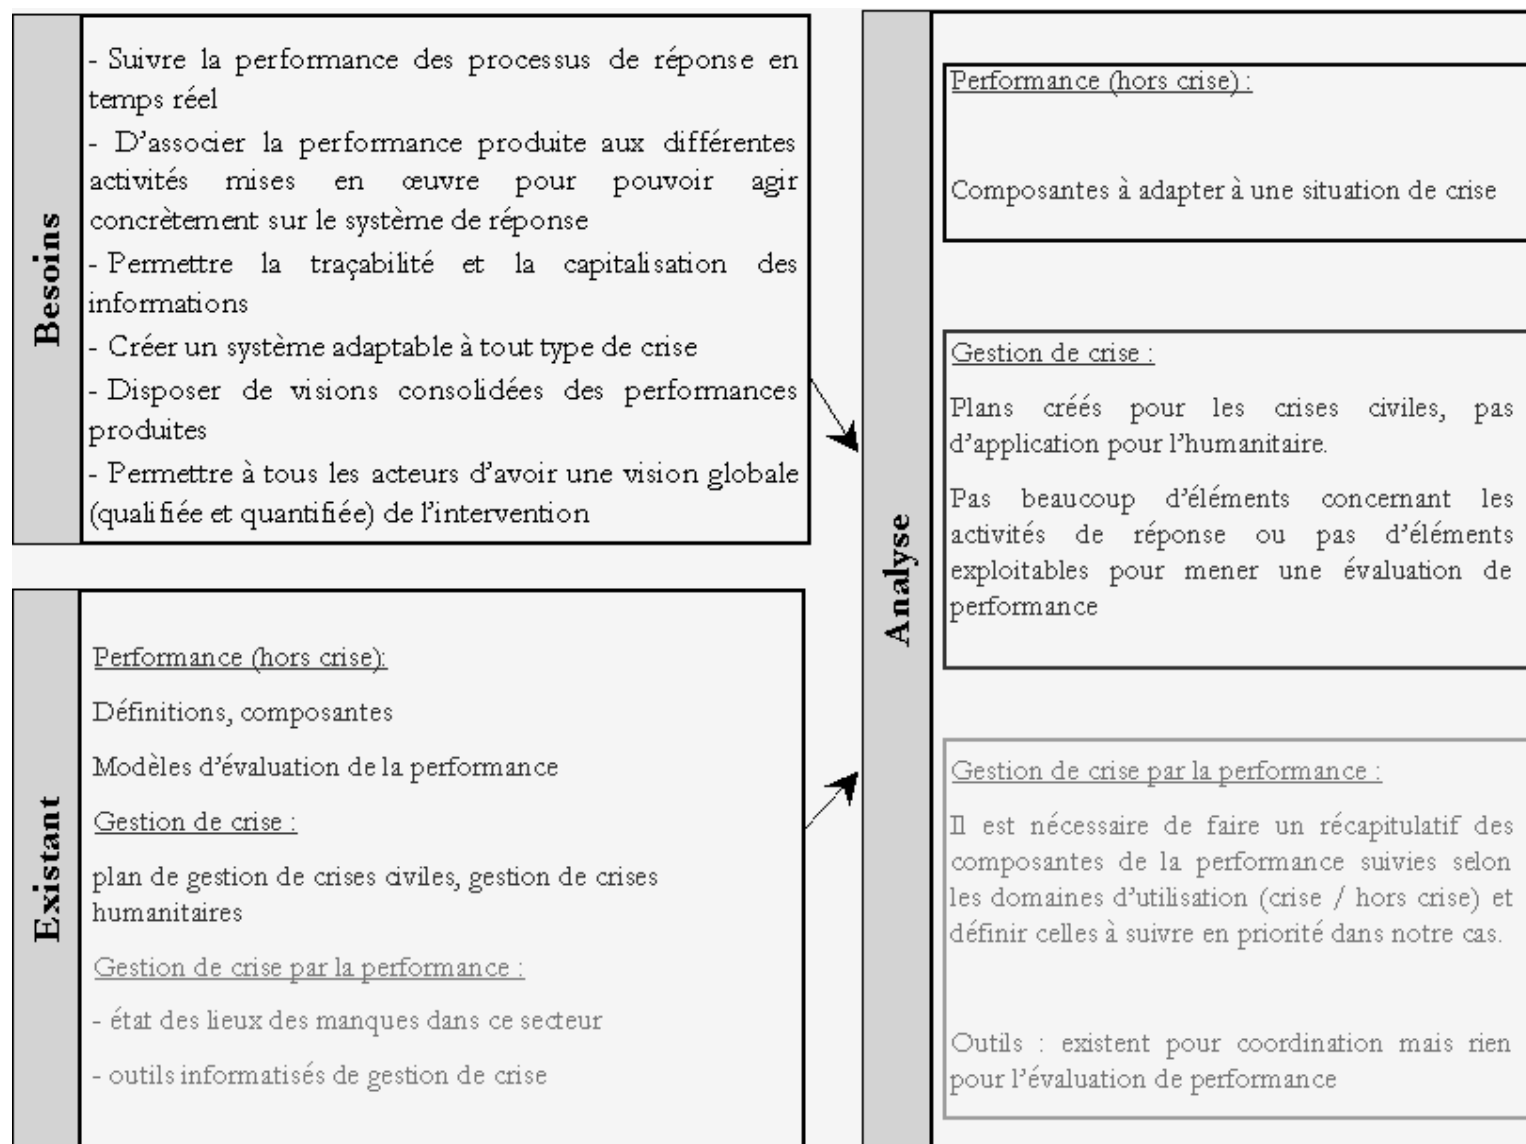 Besoins
- Suivre la performance des processus de réponse en
temps réel
- D'associer la performance produite aux différentes
activités mises en œuvre pour pouvoir agir
concrètement sur le système de réponse
- Permettre la traçabilité et la capitalisation des
informations
- Créer un système adaptable à tout type de crise
- Disposer de visions consolidées des performances
produites
- Permettre à tous les acteurs d'avoir une vision globale
(qualifiée et quantifiée) de l'intervention
Existant
Performance (hors crise):
Définitions, composantes
Modèles d'évaluation de la performance
Gestion de crise :
plan de gestion de crises civiles, gestion de crises
humanitaires
Gestion de crise par la performance :
- état des lieux des manques dans ce secteur
- outils informatisés de gestion de crise
Analyse
Performance (hors crise) :
Composantes à adapter à une situation de crise
Gestion de crise :
Plans créés pour les crises civiles, pas
d'application pour l'humanitaire.
Pas beaucoup d'éléments concernant les
activités de réponse ou pas d'éléments
exploitables pour mener une évaluation de
performance
Gestion de crise par la performance :
Il est nécessaire de faire un récapitulatif des
composantes de la performance suivies selon
les domaines d'utilisation (crise / hors crise) et
définir celles à suivre en priorité dans notre cas.
Outils : existent pour coordination mais rien
pour l'évaluation de performance